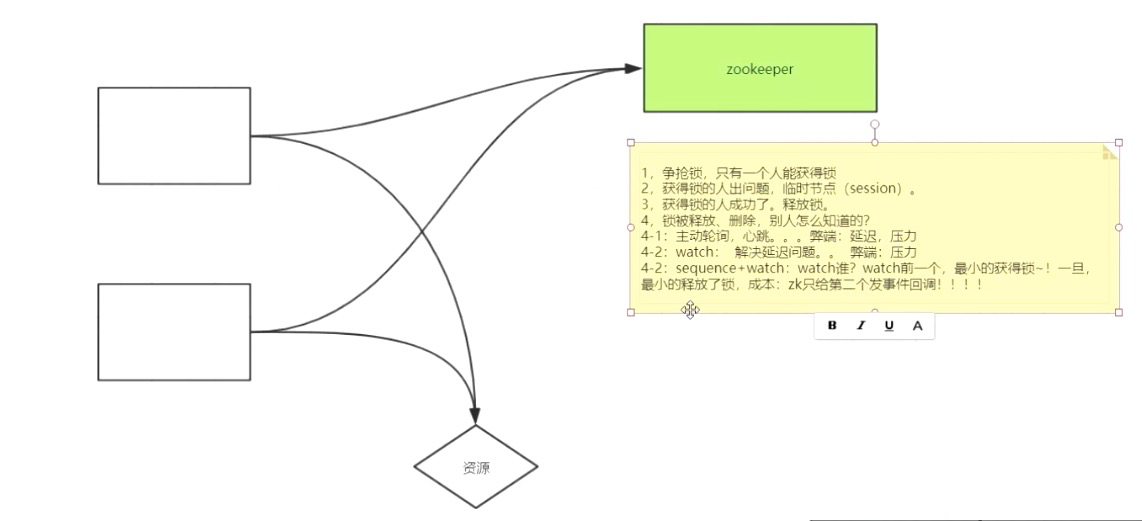 zookeeper
1，争抢锁，只有一个人能获得锁
2，获得锁的人出问题，临时节点（session）。
3，获得锁的人成功了。释放锁。
4，锁被释放、删除，别人怎么知道的？
4-1：主动轮词，心跳。。。弊端：延迟，压力
4-2：watch： 解决延迟问题。。 弊端：压力
4-2：sequence+watch：watch谁？watch前一个，最小的获得锁~！一旦，
最小的释放了锁，成本：zk只给第二个发事件回调！！！！
B I U A
资源